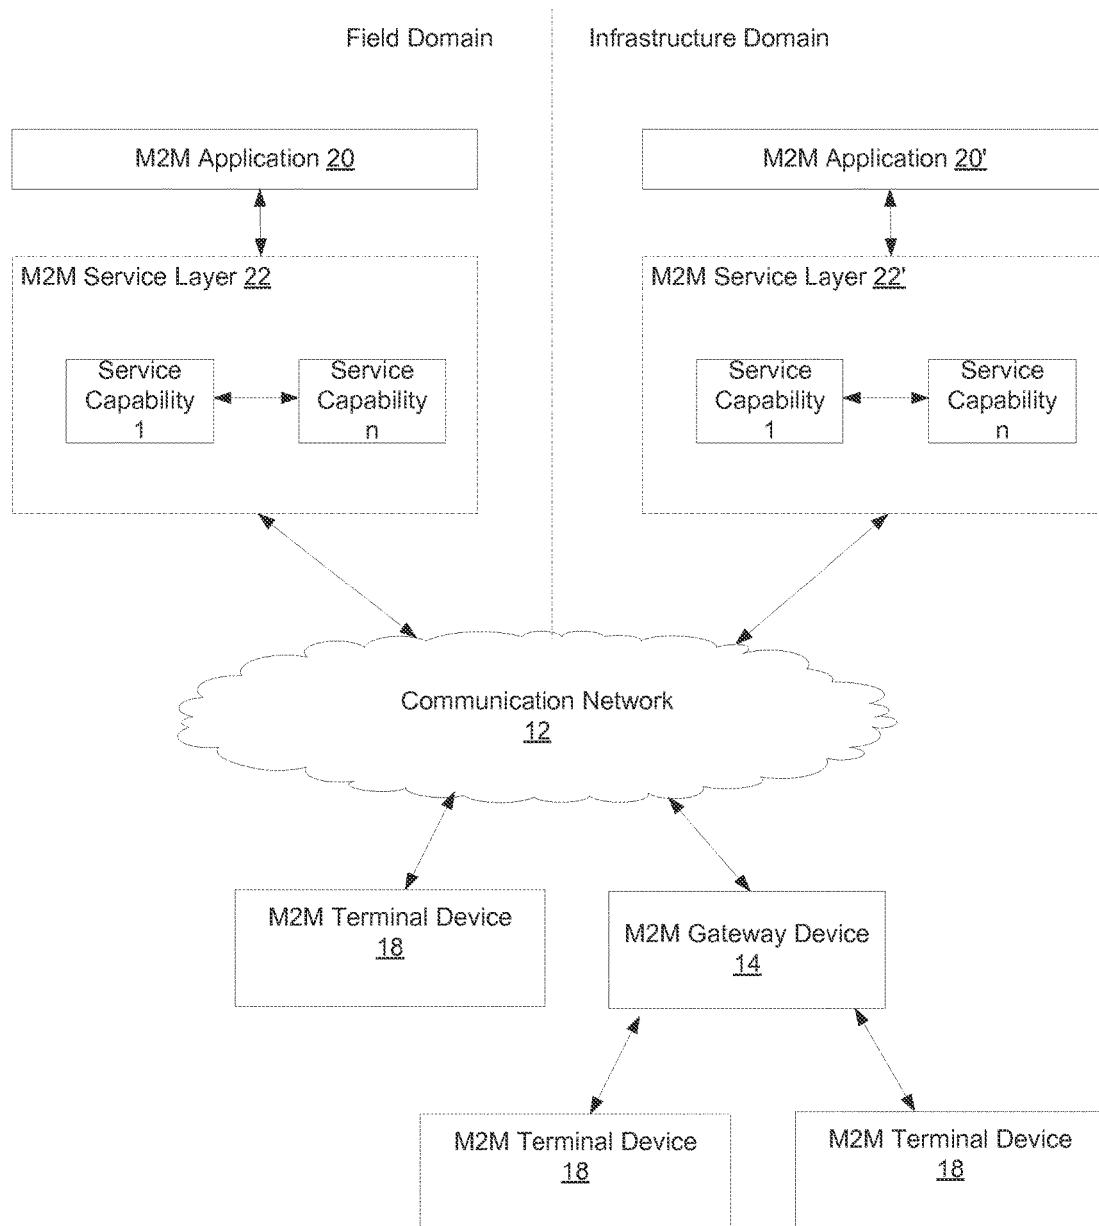 Field Domain
Infrastructure Domain
M2M Application 20
M2M Application 20'
M2M Service Layer 22
M2M Service Layer 22'
Service
Capability
1
Service
Capability
n
Service
Capability
1
Service
Capability
n
Communication Network
12
M2M Terminal Device
18
M2M Gateway Device
14
M2M Terminal Device
18
M2M Terminal Device
18